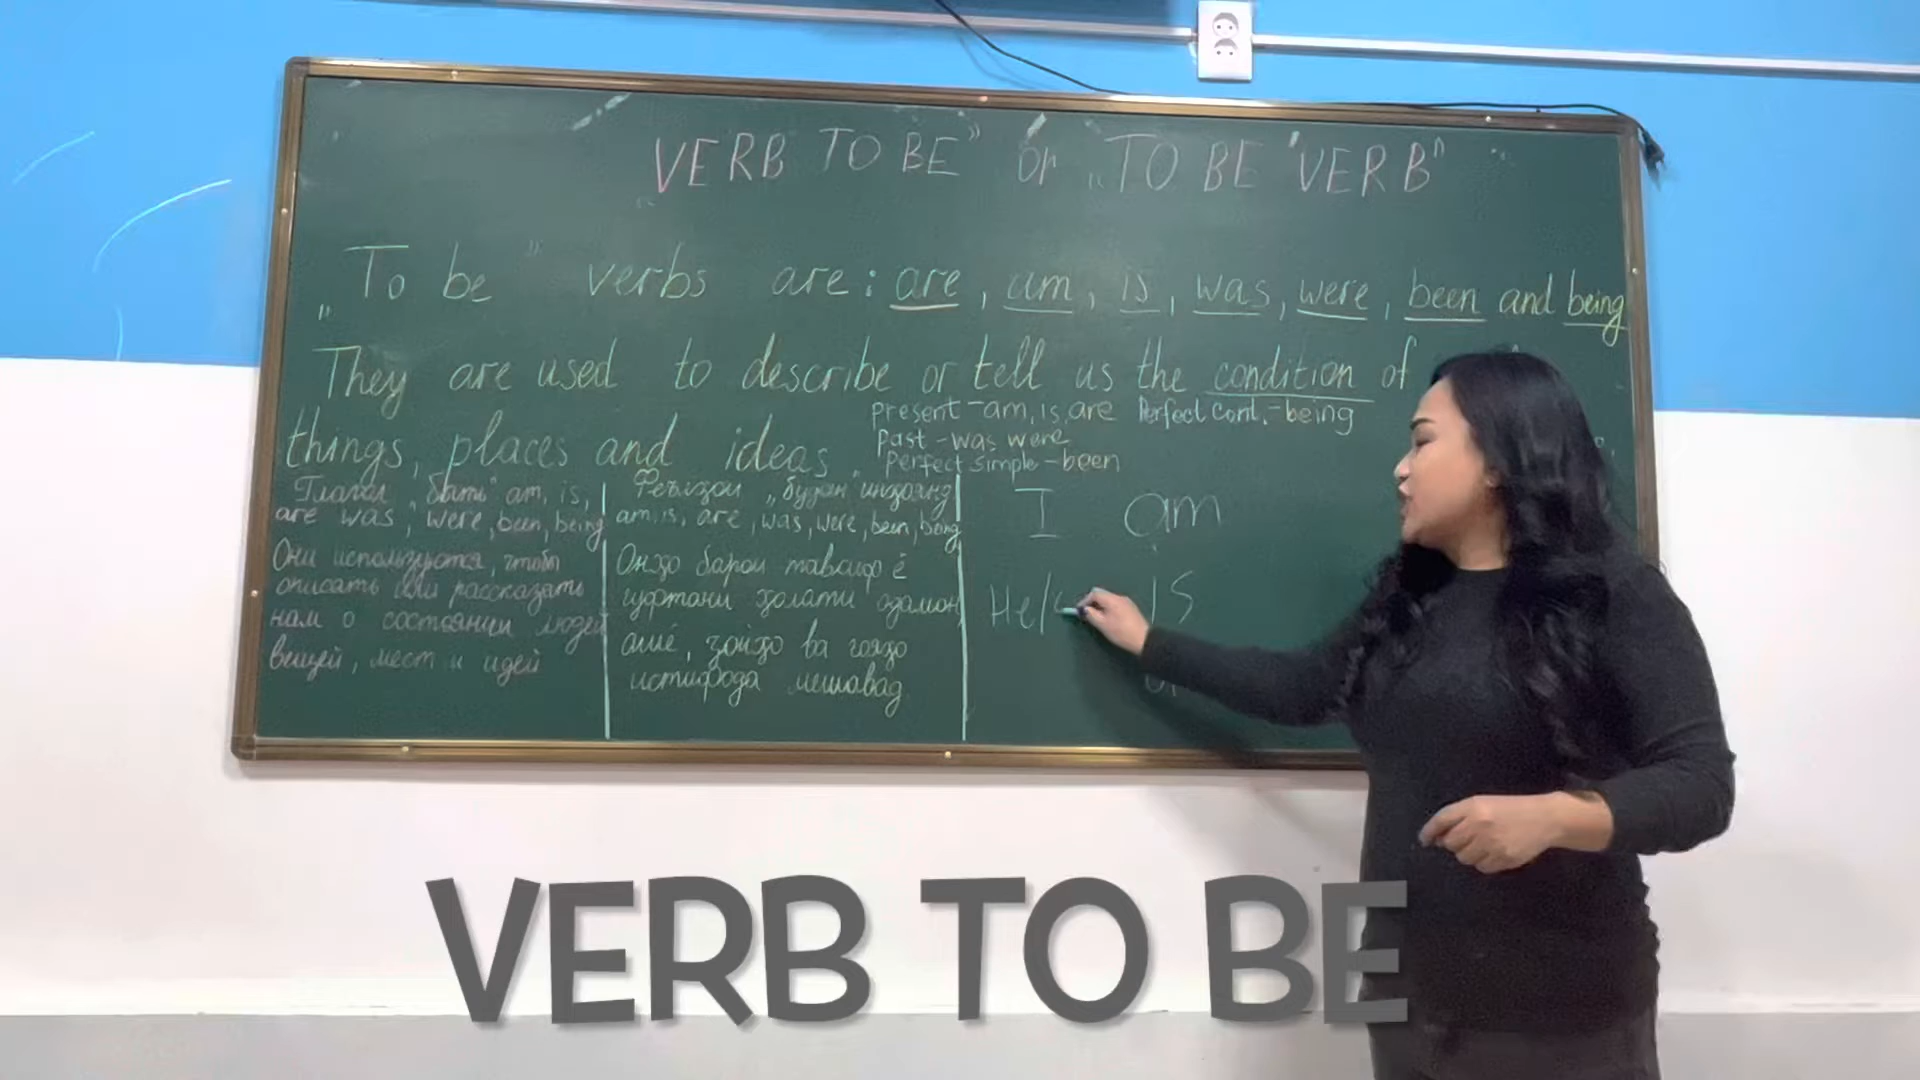 „VERB TO BE” or „TO BE "VERB"
„To be” verbs are: are, am, is, was, were, been and being
They are used to describe or tell us the condition of
things, places and ideas.
present - am, is, are Perfect Cont. - being
past - was were
Perfect Simple - been
Глагол „быть” am, is,
are was, were, been, being
Они используются, чтобы
описать или рассказать
нам о состоянии людей
вещей, мест и идей
Феълҳои „будан” инҳоянд
am, is, are, was, were, been, being
Онҳо барои тавсиф ё
гуфтани ҳолати одамон,
ашё, ҷойҳо ва ғояҳо
истифода мешавад.
I am
He/ IS
VERB TO BE